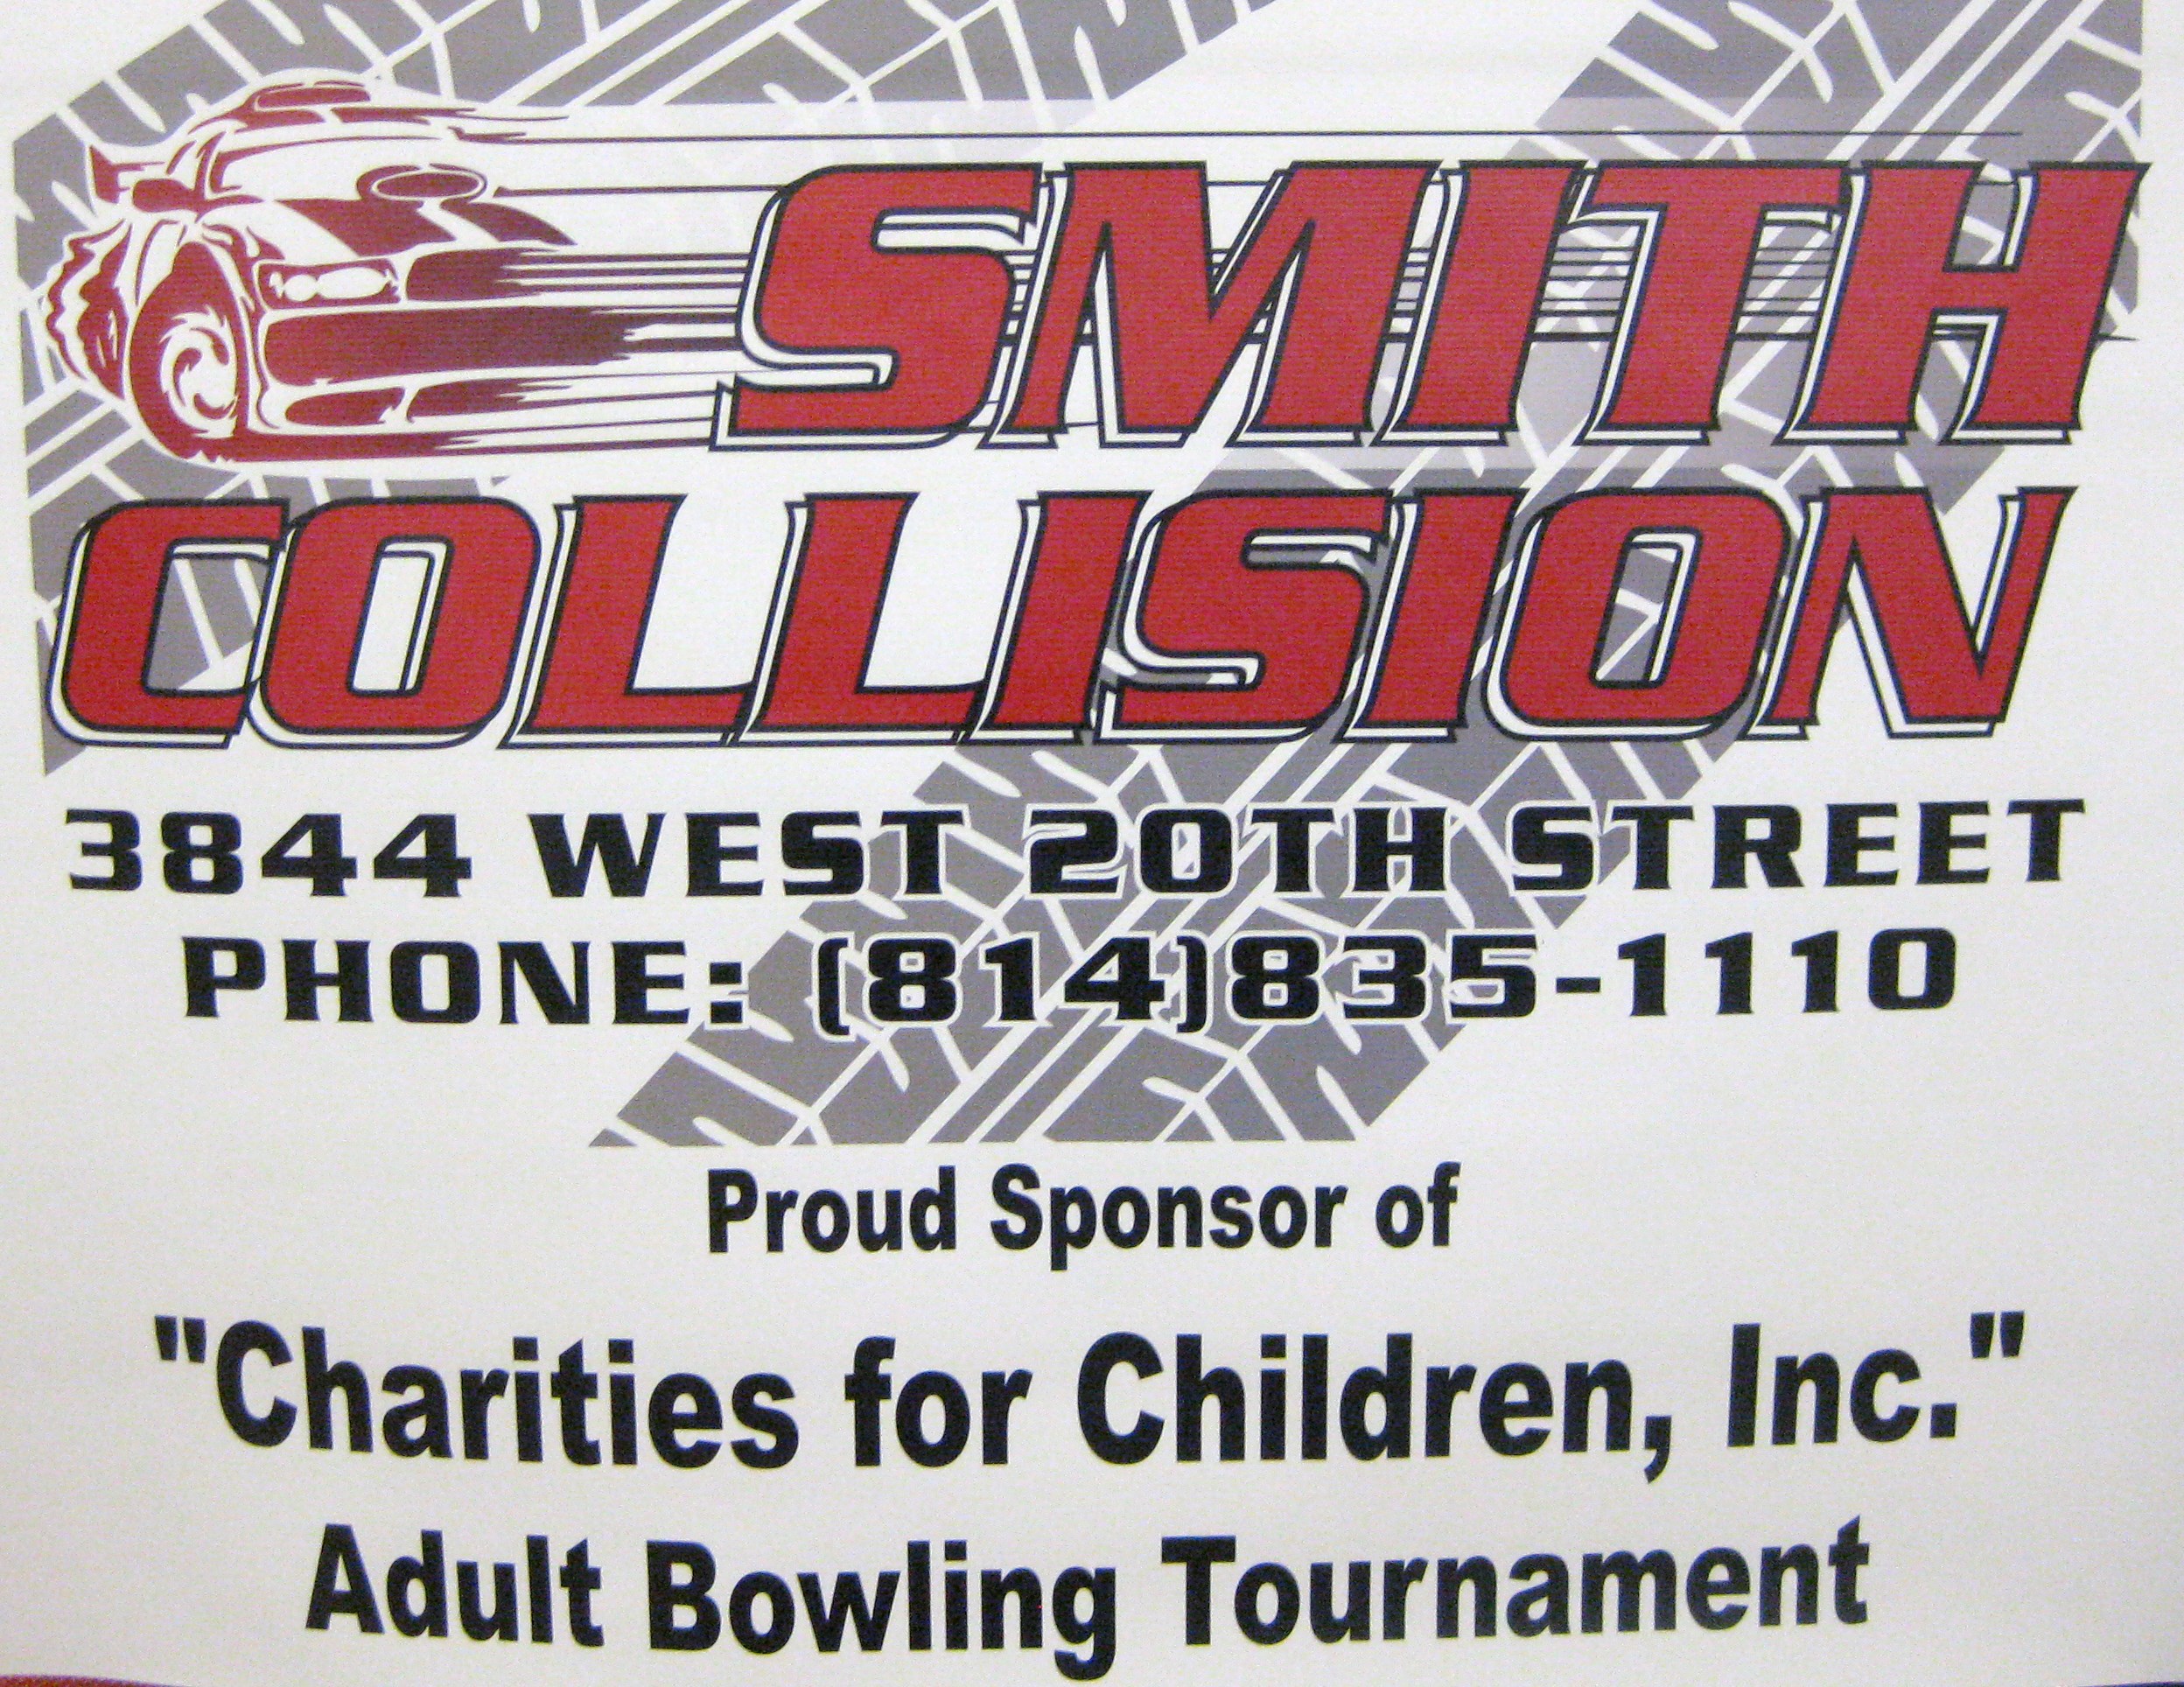 SMITH
COLLISION
3844 WEST 20TH STREET
PHONE: (814)835-1110
Proud Sponsor of
"Charities for Children, Inc."
Adult Bowling Tournament